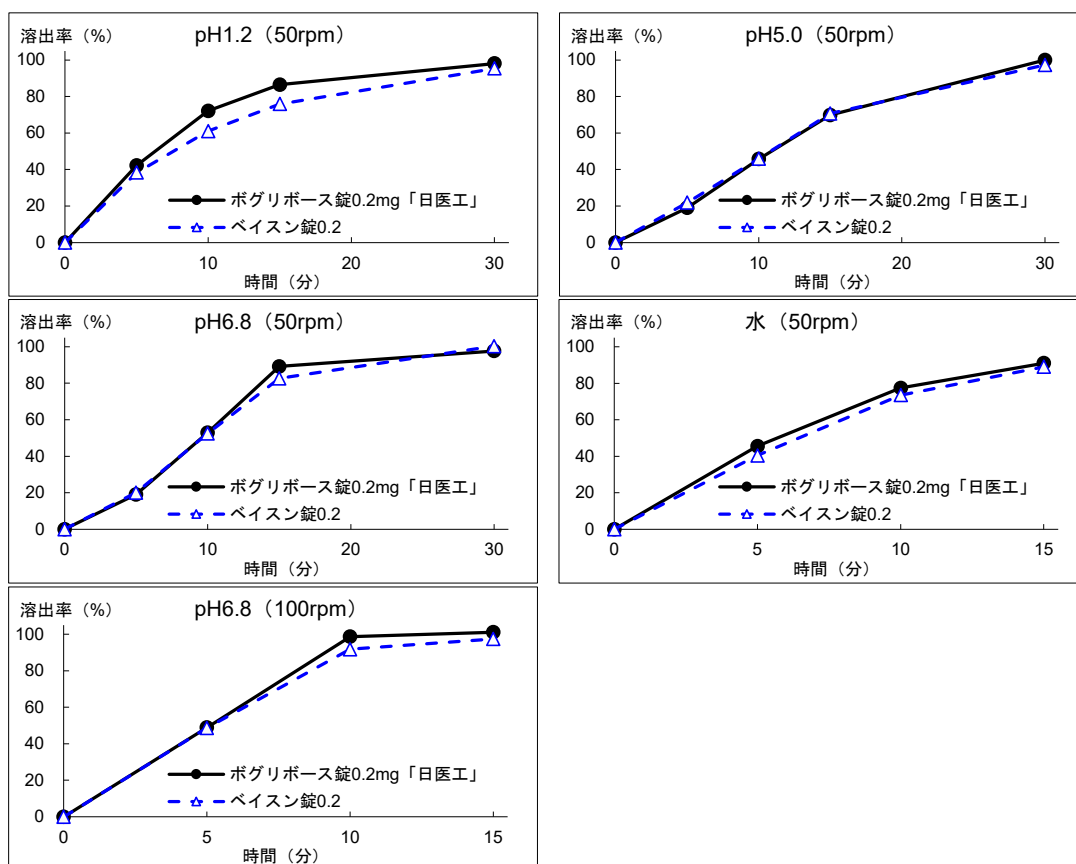 溶出率（%）
pH1.2（50rpm）
100
80
60
40
20
0
ボグリボース錠0.2mg「日医工」
ベイスン錠0.2
0 10 20 30
時間（分）
溶出率（%）
pH5.0（50rpm）
100
80
60
40
20
0
ボグリボース錠0.2mg「日医工」
ベイスン錠0.2
0 10 20 30
時間（分）
溶出率（%）
pH6.8（50rpm）
100
80
60
40
20
0
ボグリボース錠0.2mg「日医工」
ベイスン錠0.2
0 10 20 30
時間（分）
溶出率（%）
水（50rpm）
100
80
60
40
20
0
ボグリボース錠0.2mg「日医工」
ベイスン錠0.2
0 5 10 15
時間（分）
溶出率（%）
pH6.8（100rpm）
100
80
60
40
20
0
ボグリボース錠0.2mg「日医工」
ベイスン錠0.2
0 5 10 15
時間（分）